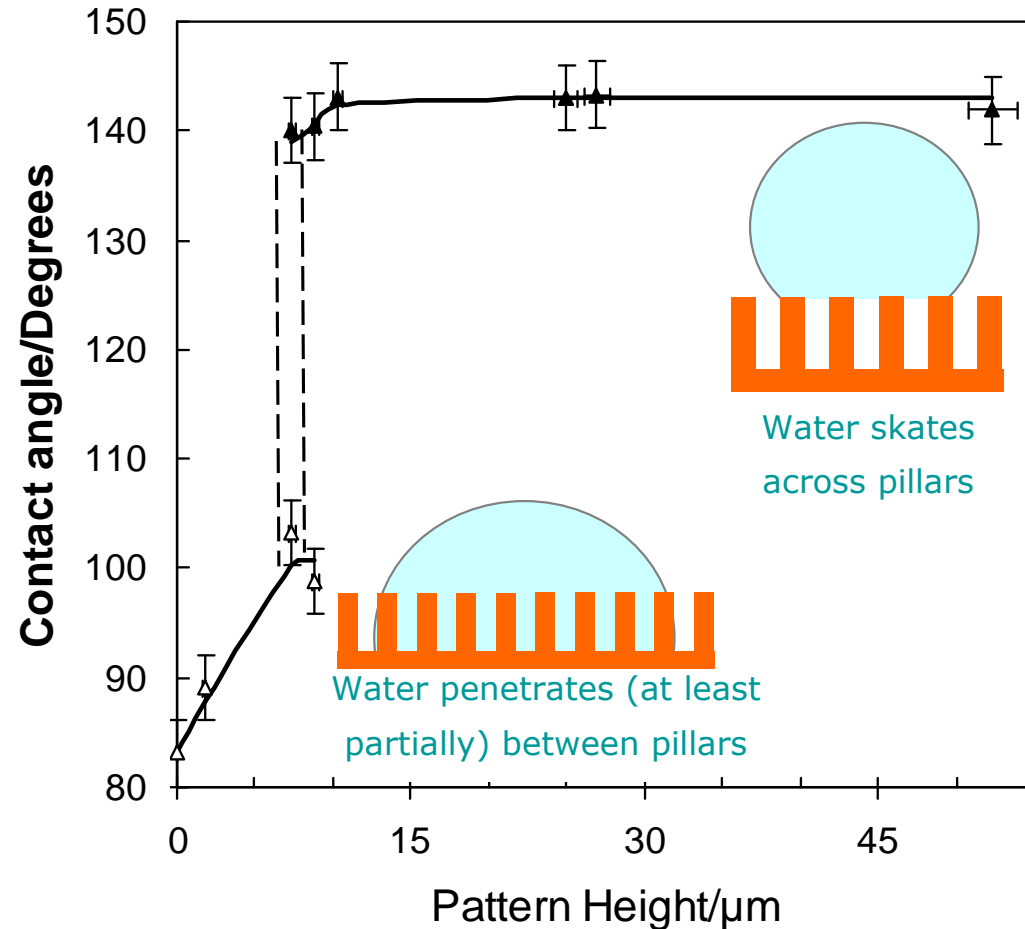 150
140
130
120
110
100
90
80
Contact angle/Degrees
Water skates
across pillars
Water penetrates (at least
partially) between pillars
0
15
30
45
Pattern Height/µm